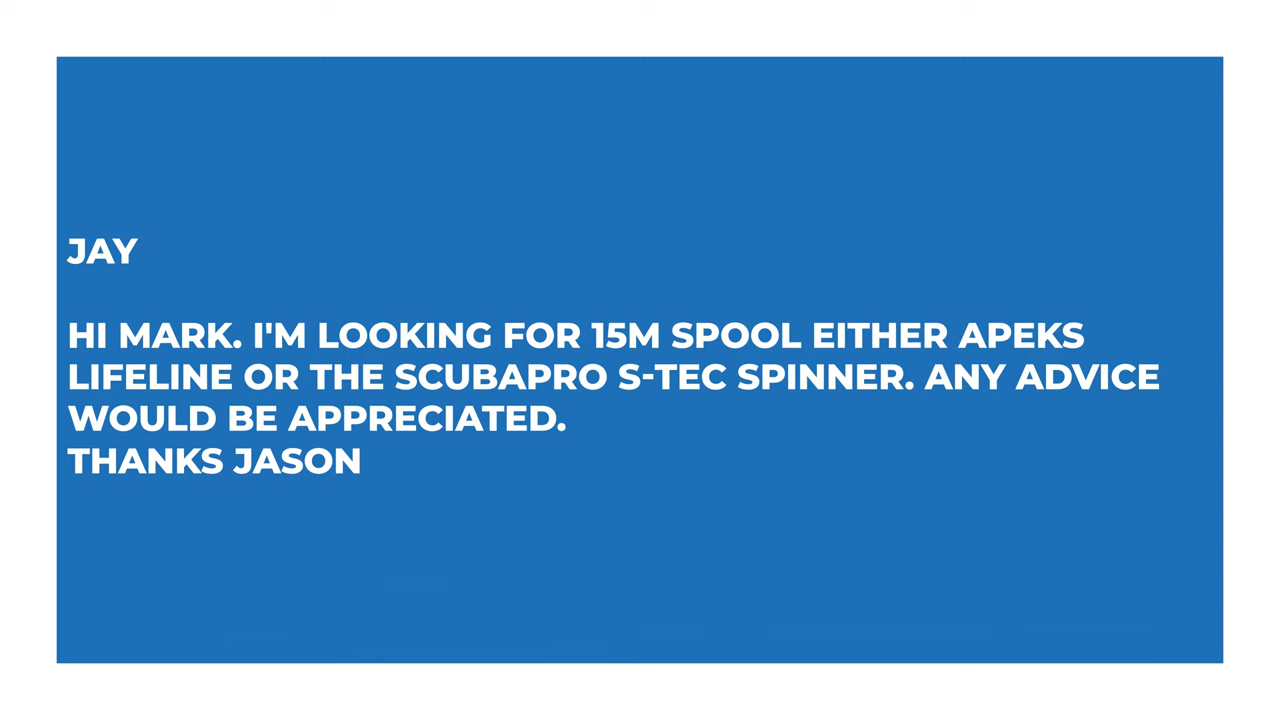 JAY
HI MARK. I'M LOOKING FOR 15M SPOOL EITHER APEKS
LIFELINE OR THE SCUBAPRO S-TEC SPINNER. ANY ADVICE
WOULD BE APPRECIATED.
THANKS JASON